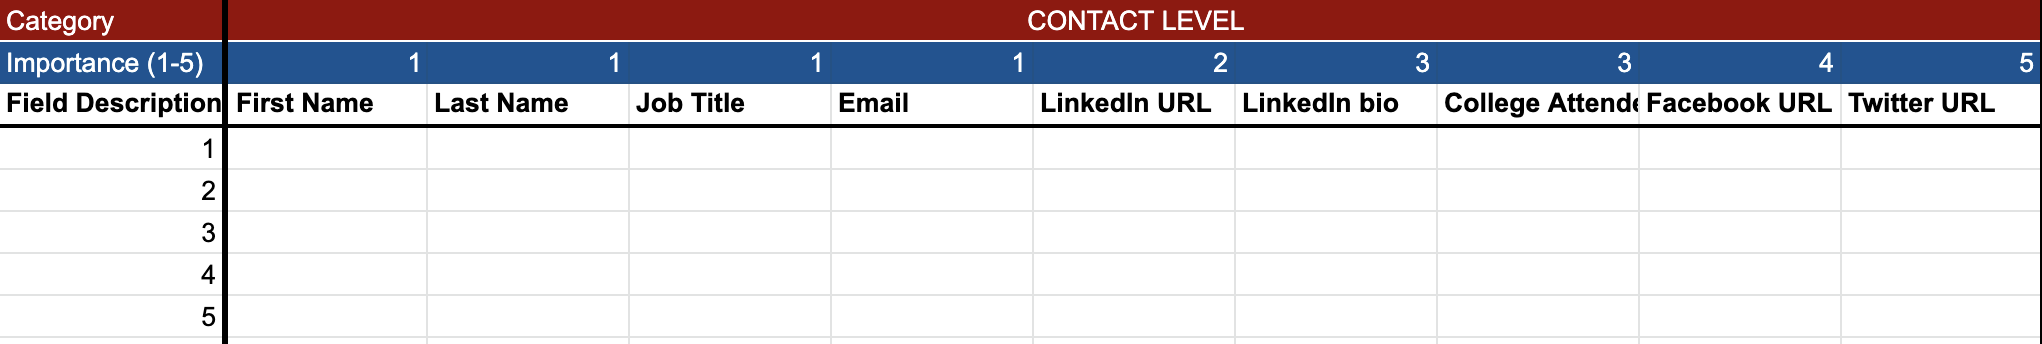 Category CONTACT LEVEL
Importance (1-5) 1 1 1 1 2 3 3 4 5
Field Description First Name Last Name Job Title Email LinkedIn URL LinkedIn bio College Attende Facebook URL Twitter URL
1
2
3
4
5